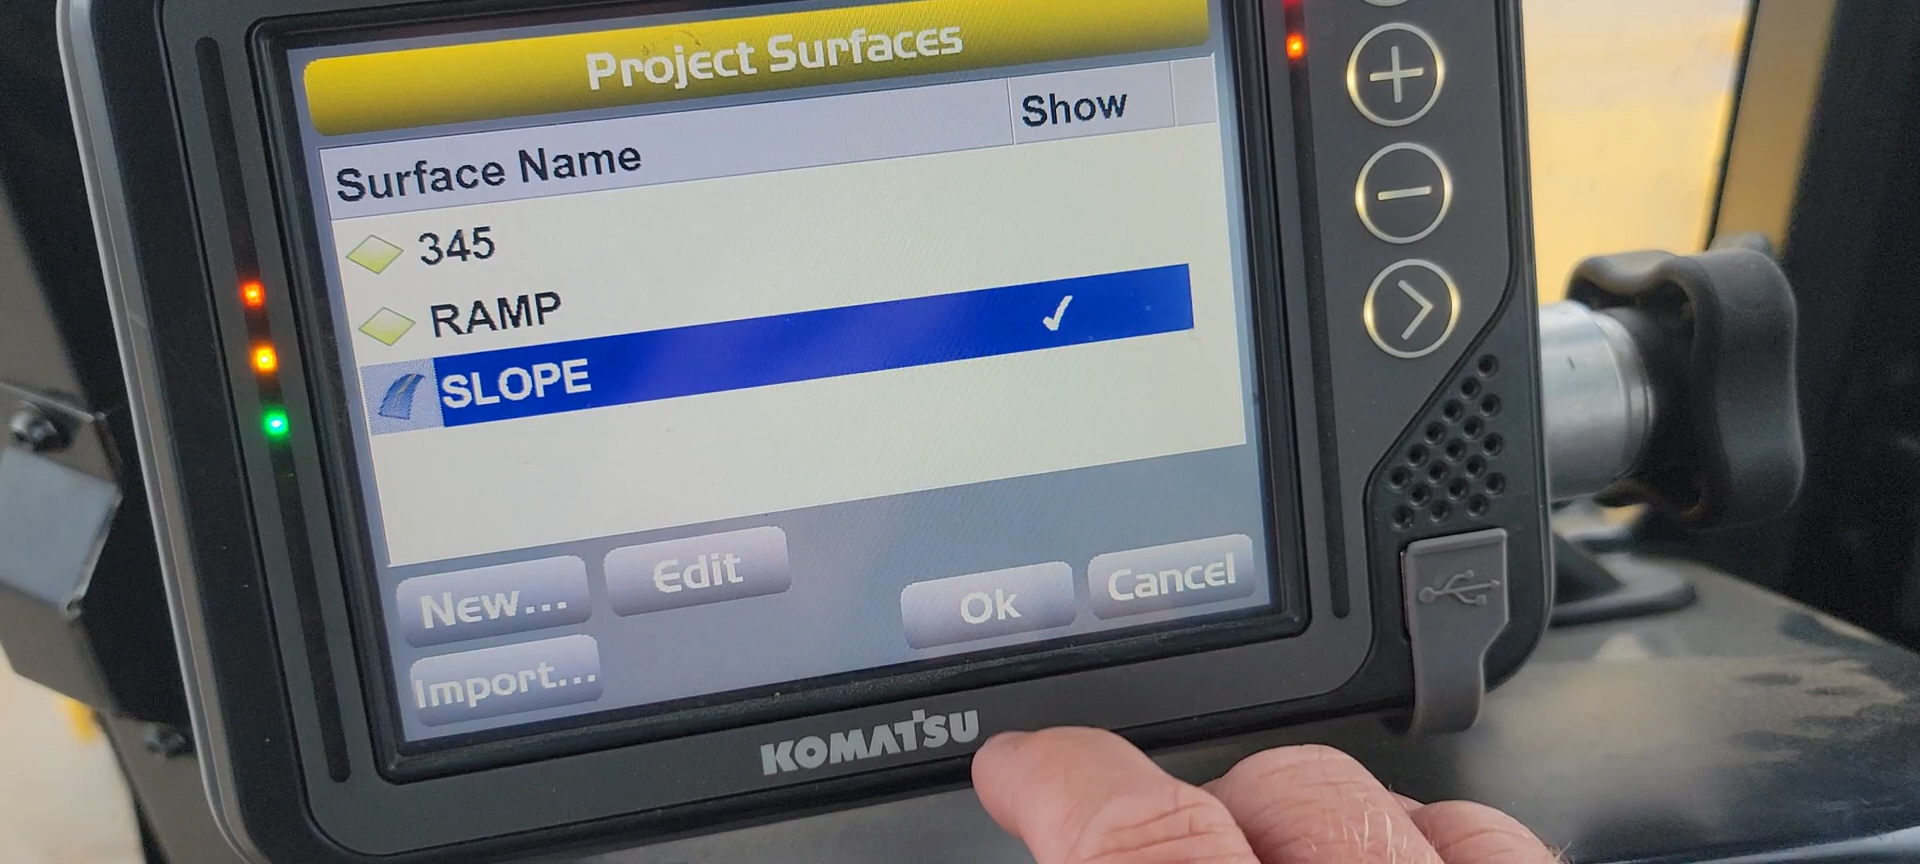 Project Surfaces
Surface Name Show
345
RAMP
SLOPE
New... Edit Ok Cancel
Import...
KOMATSU